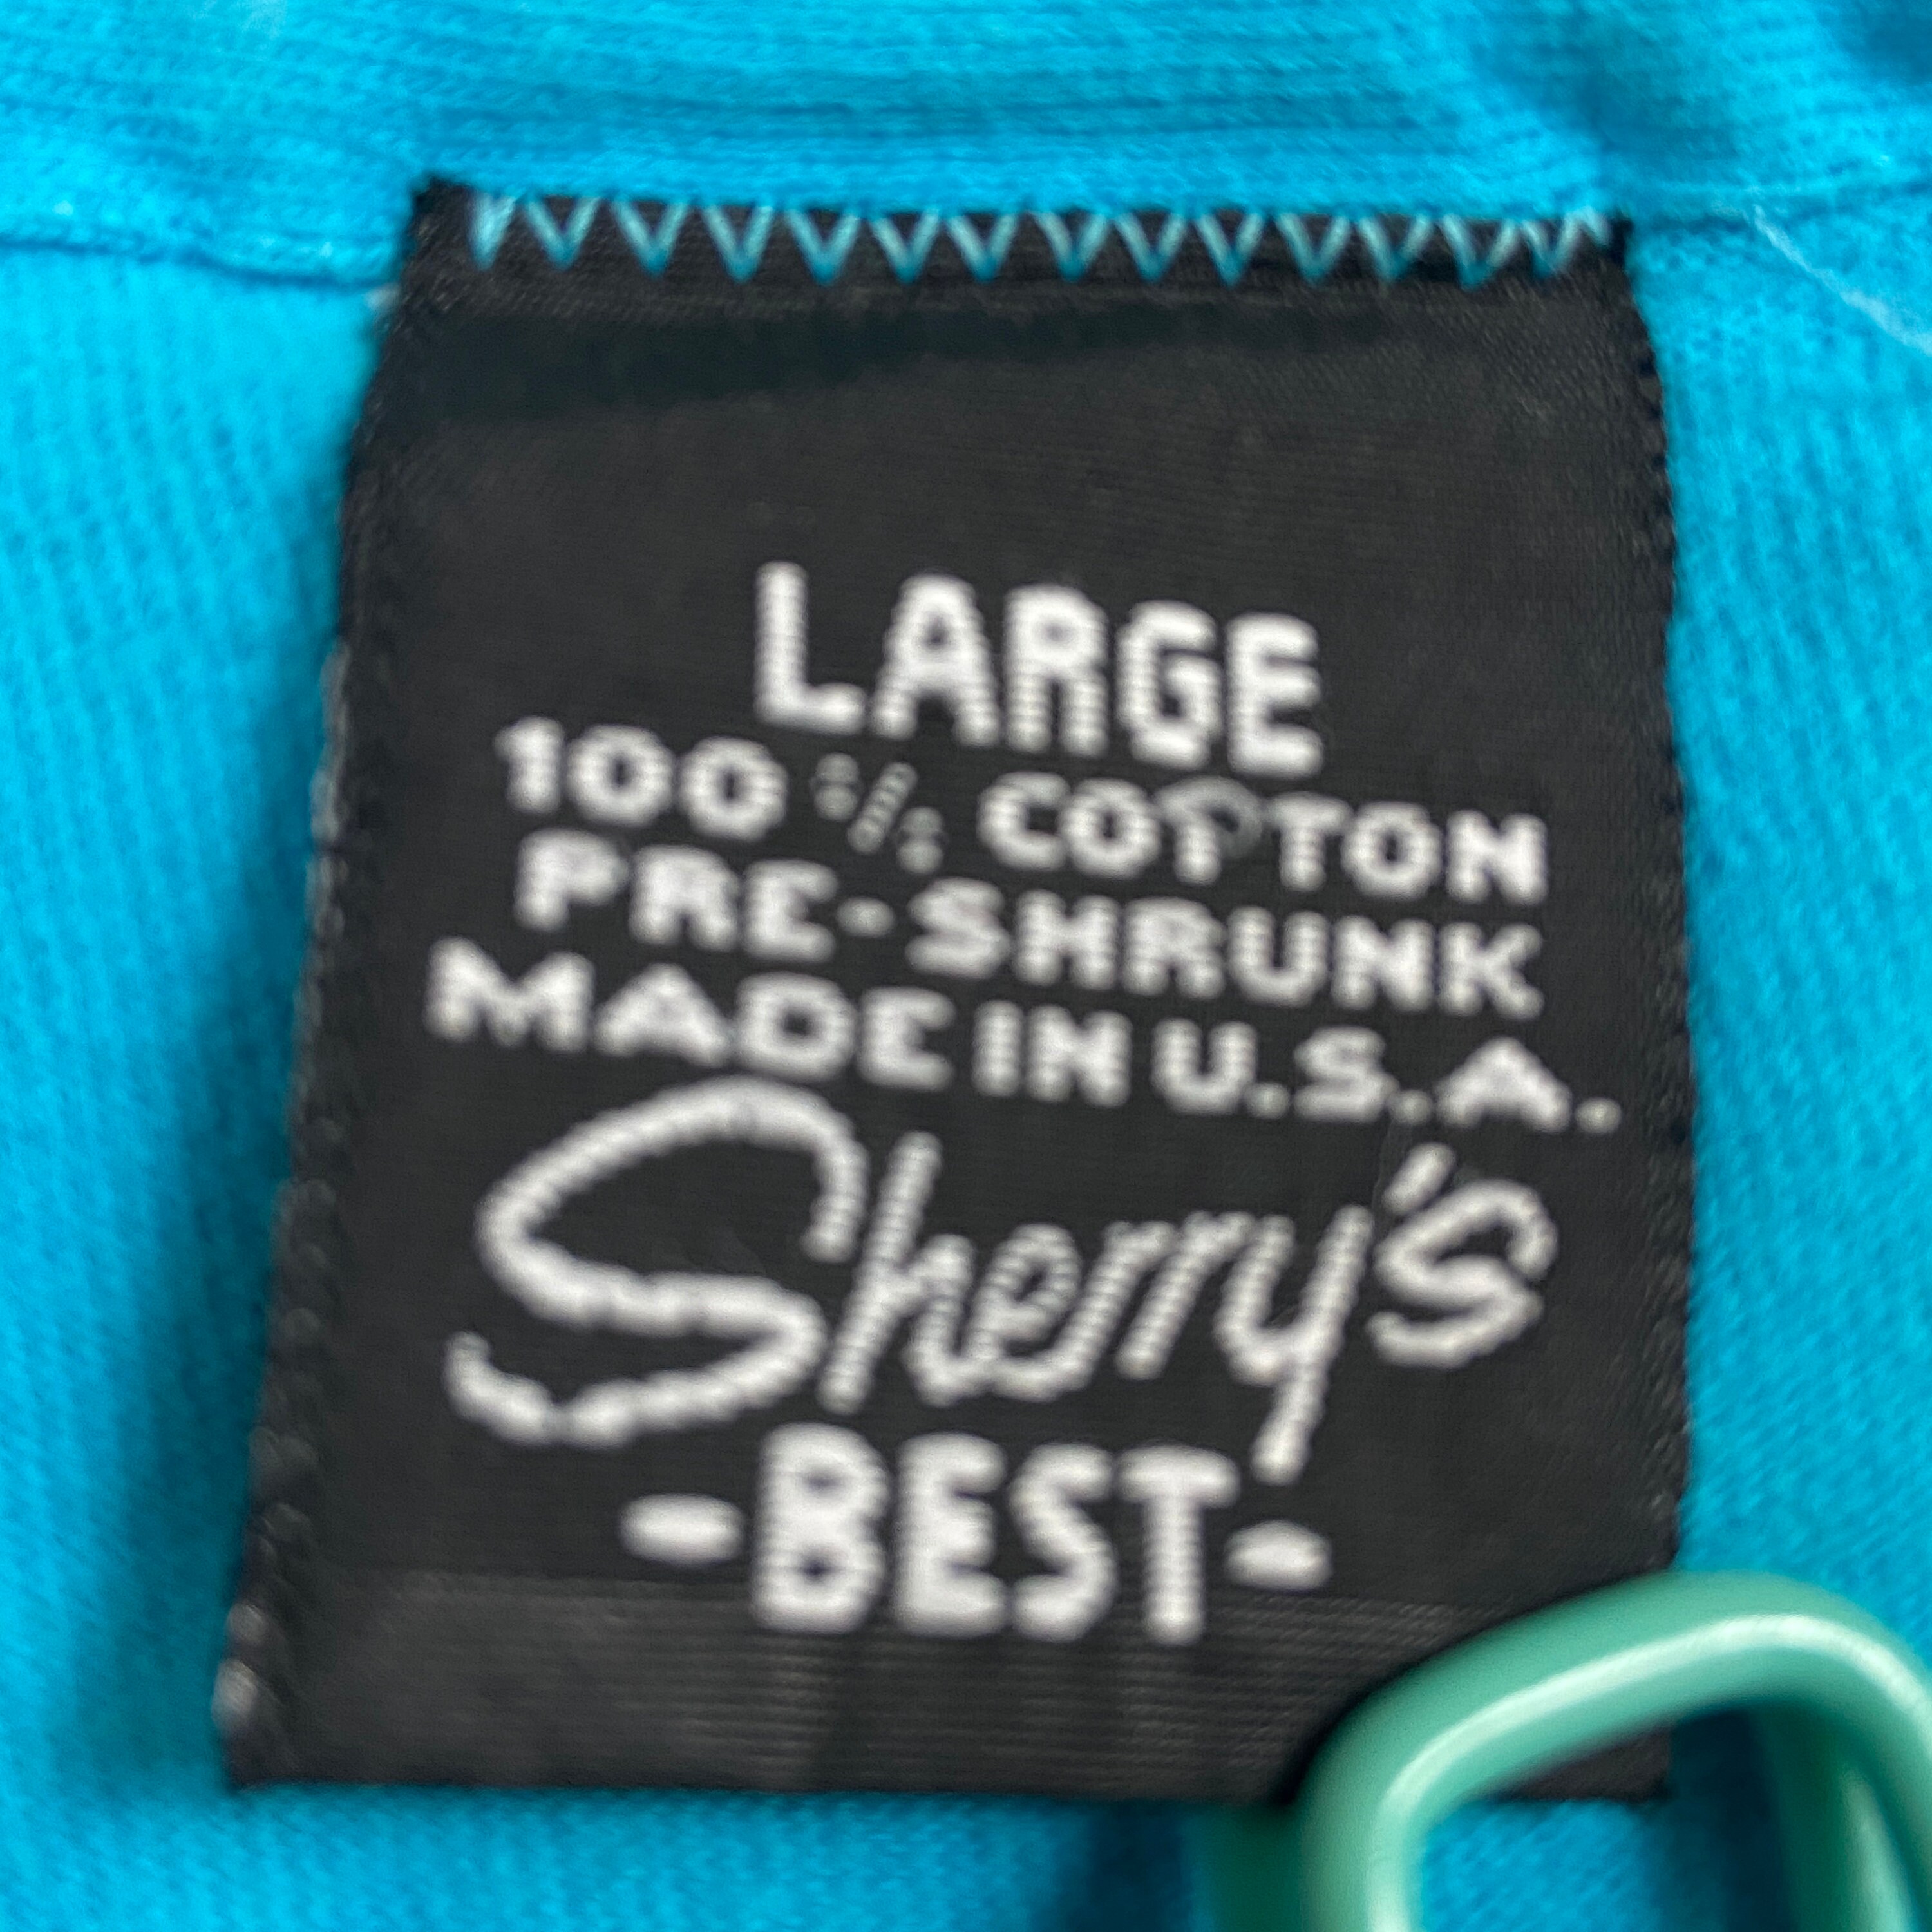 LARGE
100% COTTON
PRE-SHRUNK
MADE IN U.S.A.
Sherry's
-BEST-